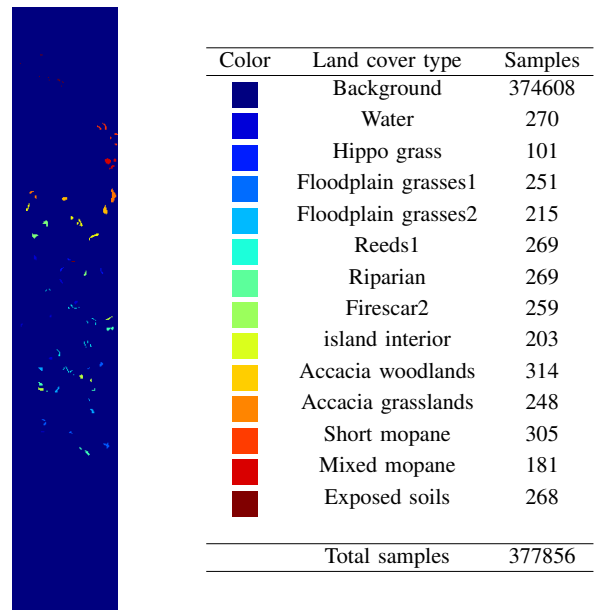 Color Land cover type Samples
Background 374608
Water 270
Hippo grass 101
Floodplain grasses1 251
Floodplain grasses2 215
Reeds1 269
Riparian 269
Firescar2 259
island interior 203
Accacia woodlands 314
Accacia grasslands 248
Short mopane 305
Mixed mopane 181
Exposed soils 268
Total samples 377856